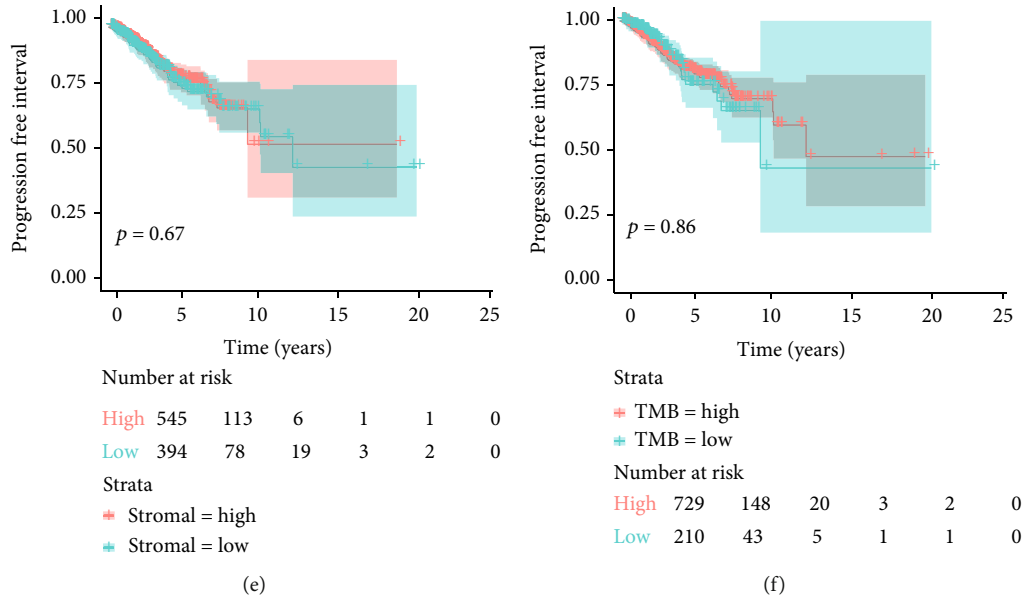 Progression free interval
1.00
0.75
0.50
0.25
0.00
p = 0.67
0 5 10 15 20 25
Time (years)
Number at risk
High 545 113 6 1 1 0
Low 394 78 19 3 2 0
Strata
Stromal = high
Stromal = low
(e)
Progression free interval
1.00
0.75
0.50
0.25
0.00
p = 0.86
0 5 10 15 20 25
Time (years)
Strata
TMB = high
TMB = low
Number at risk
High 729 148 20 3 2 0
Low 210 43 5 1 1 0
(f)